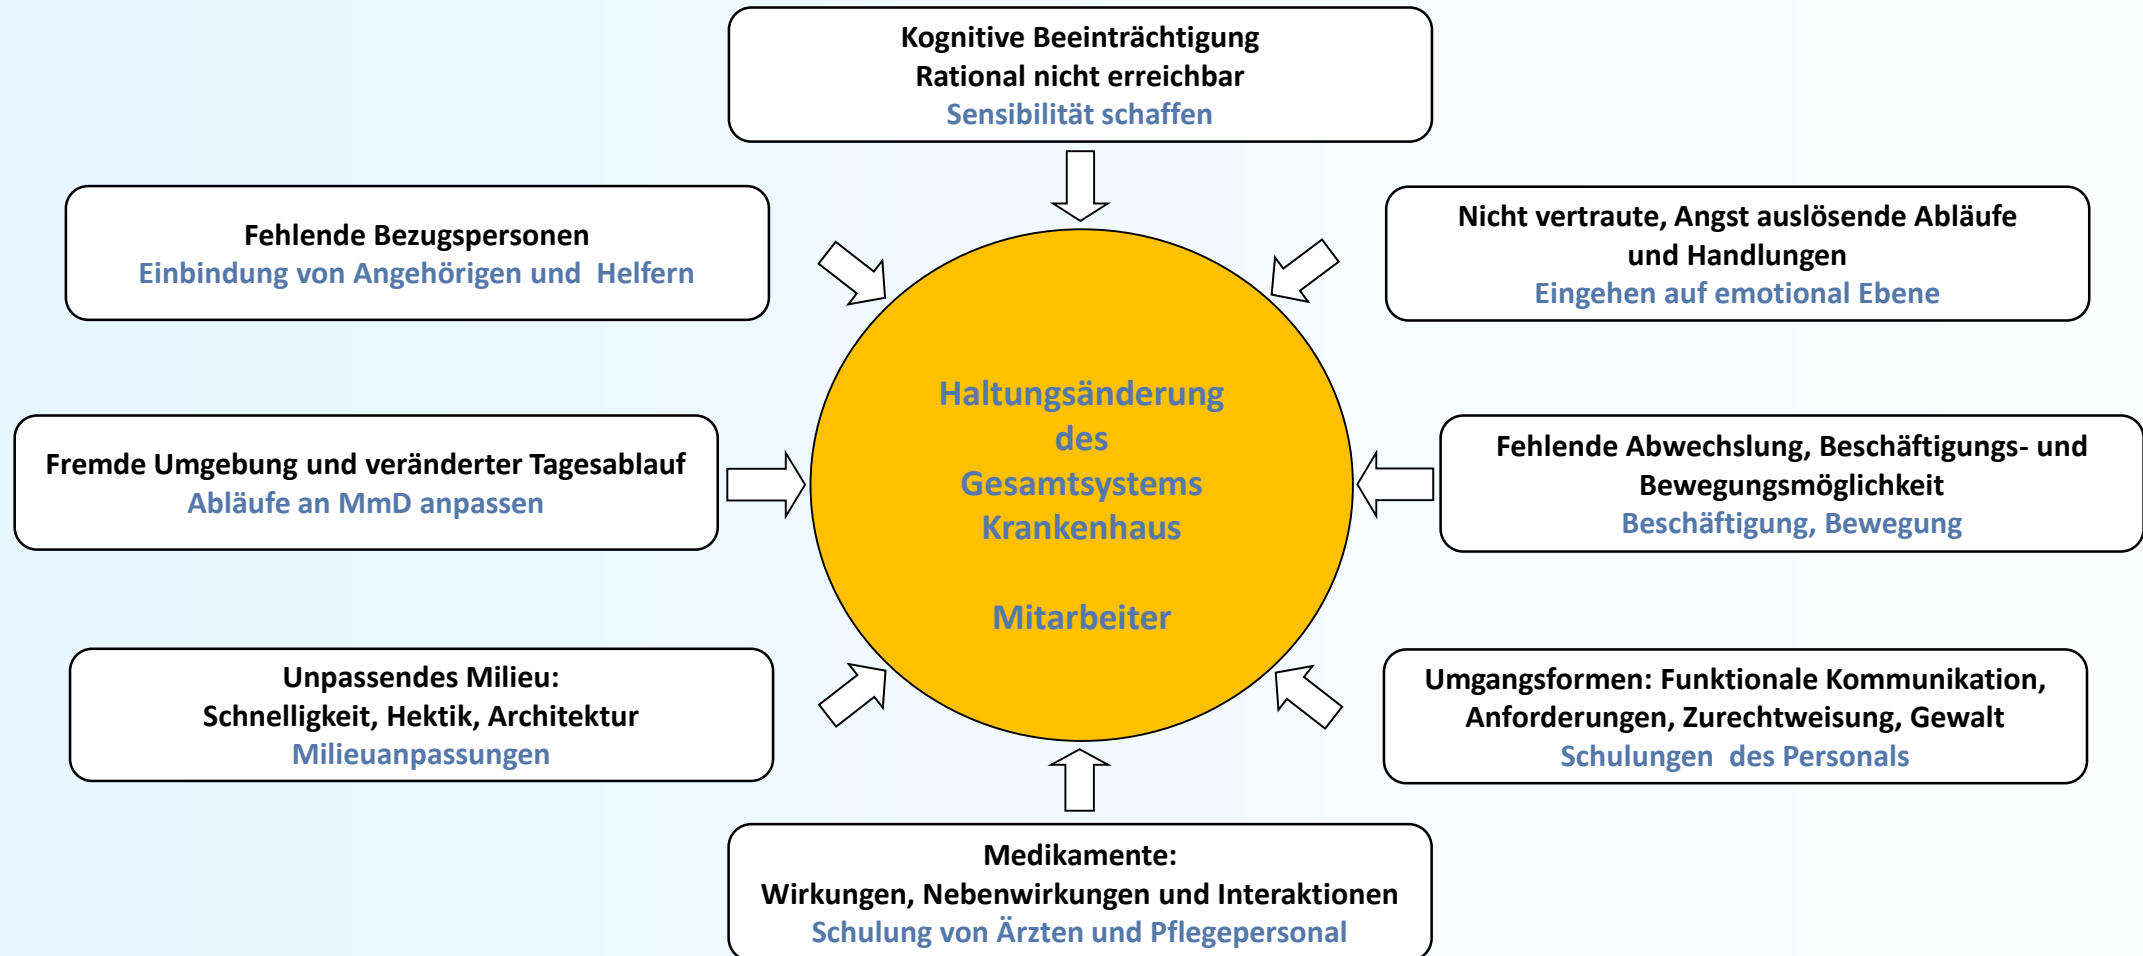 Kognitive Beeinträchtigung
Rational nicht erreichbar
Sensibilität schaffen
Fehlende Bezugspersonen
Einbindung von Angehörigen und  Helfern
Nicht vertraute, Angst auslösende Abläufe
und Handlungen
Eingehen auf emotional Ebene
Haltungsänderung
des
Gesamtsystems
Krankenhaus
Mitarbeiter
Fremde Umgebung und veränderter Tagesablauf
Abläufe an MmD anpassen
Fehlende Abwechslung, Beschäftigungs- und
Bewegungsmöglichkeit
Beschäftigung, Bewegung
Unpassendes Milieu:
Schnelligkeit, Hektik, Architektur
Milieuanpassungen
Umgangsformen: Funktionale Kommunikation,
Anforderungen, Zurechtweisung, Gewalt
Schulungen  des Personals
Medikamente:
Wirkungen, Nebenwirkungen und Interaktionen
Schulung von Ärzten und Pflegepersonal